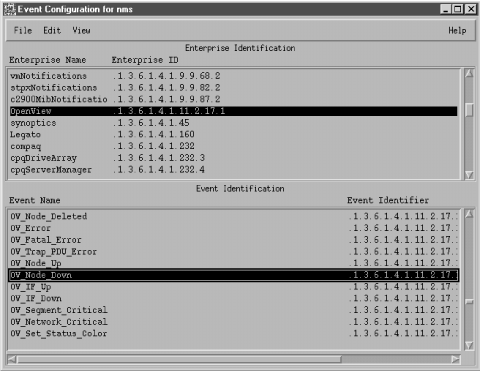 Event Configuration for nms
File Edit View Help
Enterprise Identification
Enterprise Name Enterprise ID
vmNotifications .1.3.6.1.4.1.9.9.68.2
stpxNotifications .1.3.6.1.4.1.9.9.82.2
c2900MibNotificatio .1.3.6.1.4.1.9.9.87.2
OpenView .1.3.6.1.4.1.11.2.17.1
synoptics .1.3.6.1.4.1.45
Legato .1.3.6.1.4.1.160
compaq .1.3.6.1.4.1.232
cpqDriveArray .1.3.6.1.4.1.232.3
cpqServerManager .1.3.6.1.4.1.232.4
Event Identification
Event Name Event Identifier
OV_Node_Deleted .1.3.6.1.4.1.11.2.17.1
OV_Error .1.3.6.1.4.1.11.2.17.1
OV_Fatal_Error .1.3.6.1.4.1.11.2.17.1
OV_Trap_PDU_Error .1.3.6.1.4.1.11.2.17.1
OV_Node_Up .1.3.6.1.4.1.11.2.17.1
OV_Node_Down .1.3.6.1.4.1.11.2.17.1
OV_IF_Up .1.3.6.1.4.1.11.2.17.1
OV_IF_Down .1.3.6.1.4.1.11.2.17.1
OV_Segment_Critical .1.3.6.1.4.1.11.2.17.1
OV_Network_Critical .1.3.6.1.4.1.11.2.17.1
OV_Set_Status_Color .1.3.6.1.4.1.11.2.17.1